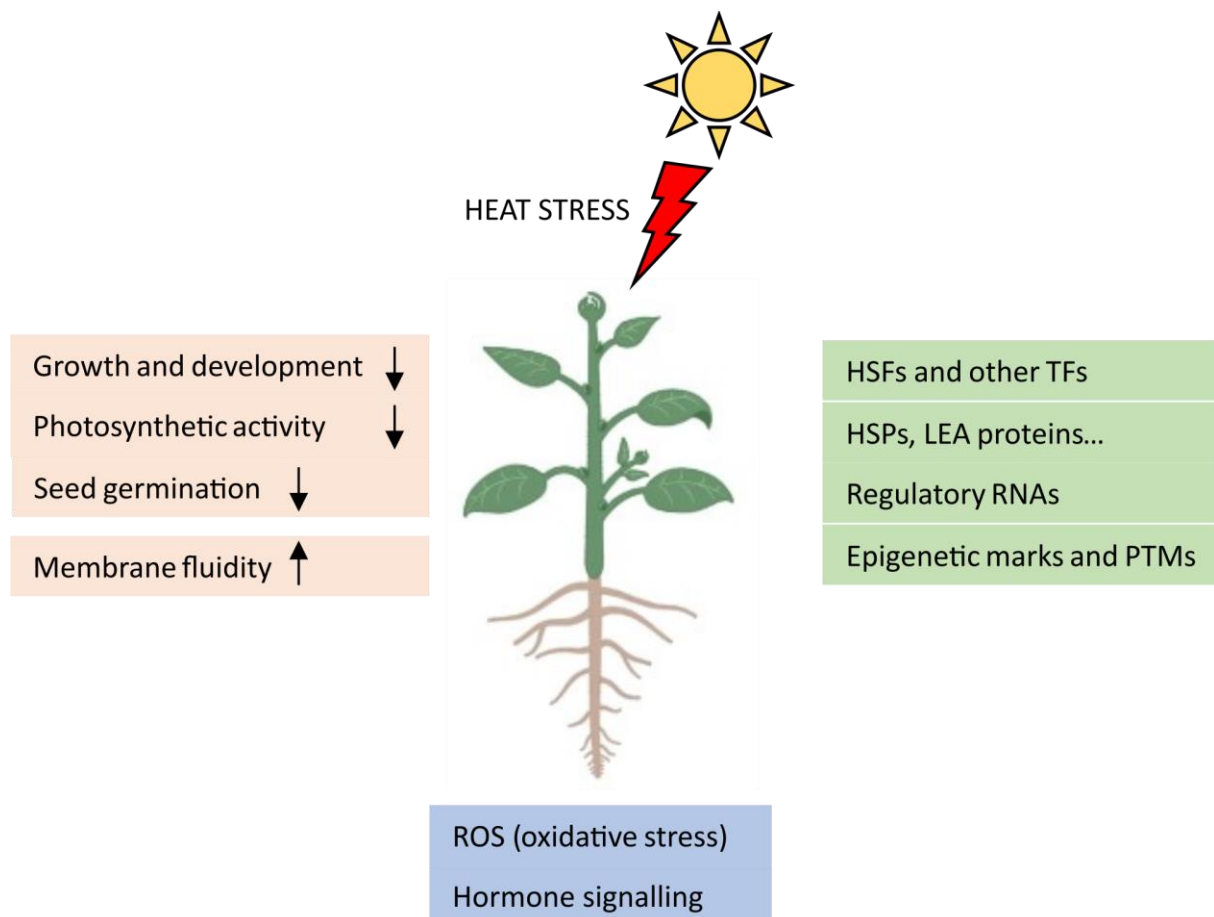 HEAT STRESS
Growth and development ↓
Photosynthetic activity ↓
Seed germination ↓
Membrane fluidity ↑
HSFs and other TFs
HSPs, LEA proteins...
Regulatory RNAs
Epigenetic marks and PTMs
ROS (oxidative stress)
Hormone signalling